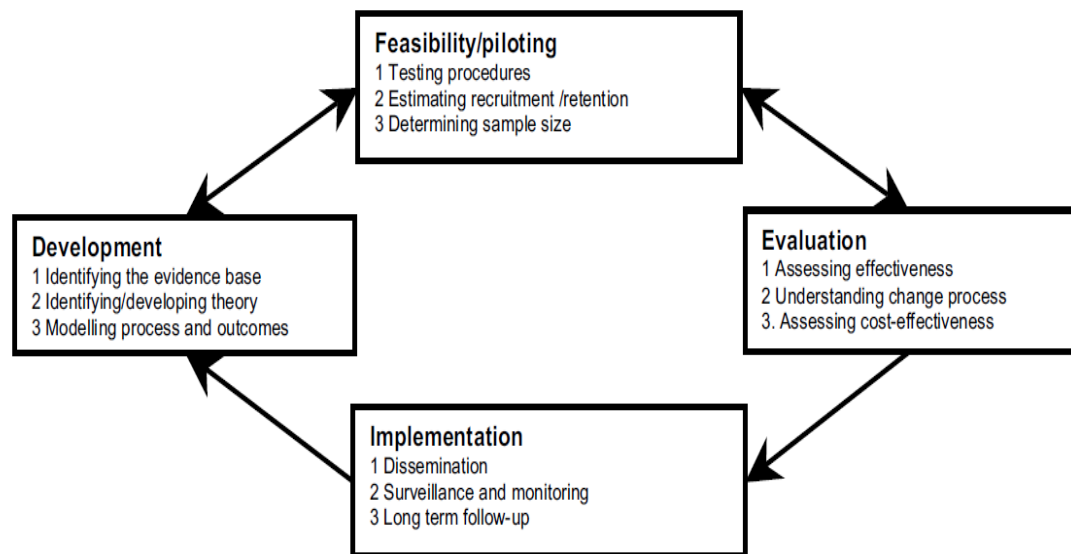 Feasibility/piloting
1 Testing procedures
2 Estimating recruitment /retention
3 Determining sample size
Development
1 Identifying the evidence base
2 Identifying/developing theory
3 Modelling process and outcomes
Evaluation
1 Assessing effectiveness
2 Understanding change process
3. Assessing cost-effectiveness
Implementation
1 Dissemination
2 Surveillance and monitoring
3 Long term follow-up